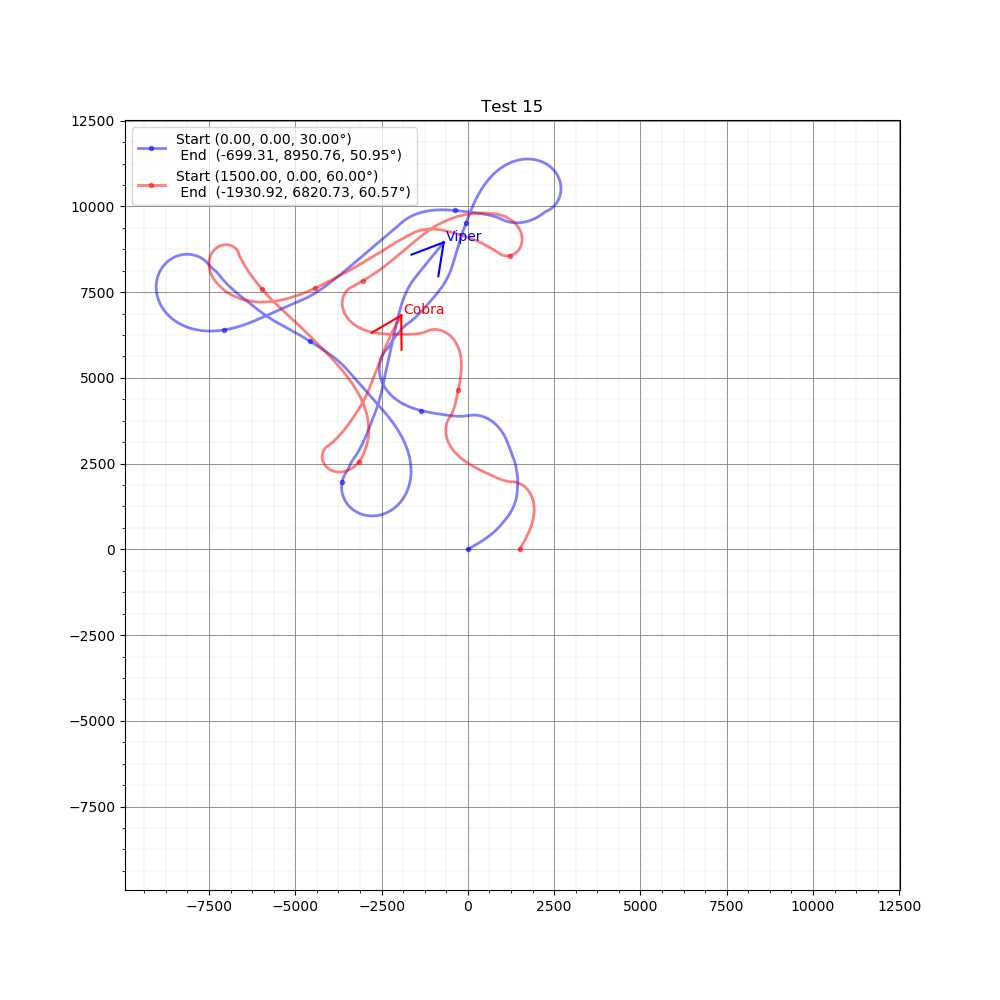 Test 15
Start (0.00, 0.00, 30.00°)
End  (-699.31, 8950.76, 50.95°)
Start (1500.00, 0.00, 60.00°)
End  (-1930.92, 6820.73, 60.57°)
12500
10000
7500
5000
2500
0
−2500
−5000
−7500
Viper
Cobra
−7500 −5000 −2500 0 2500 5000 7500 10000 12500